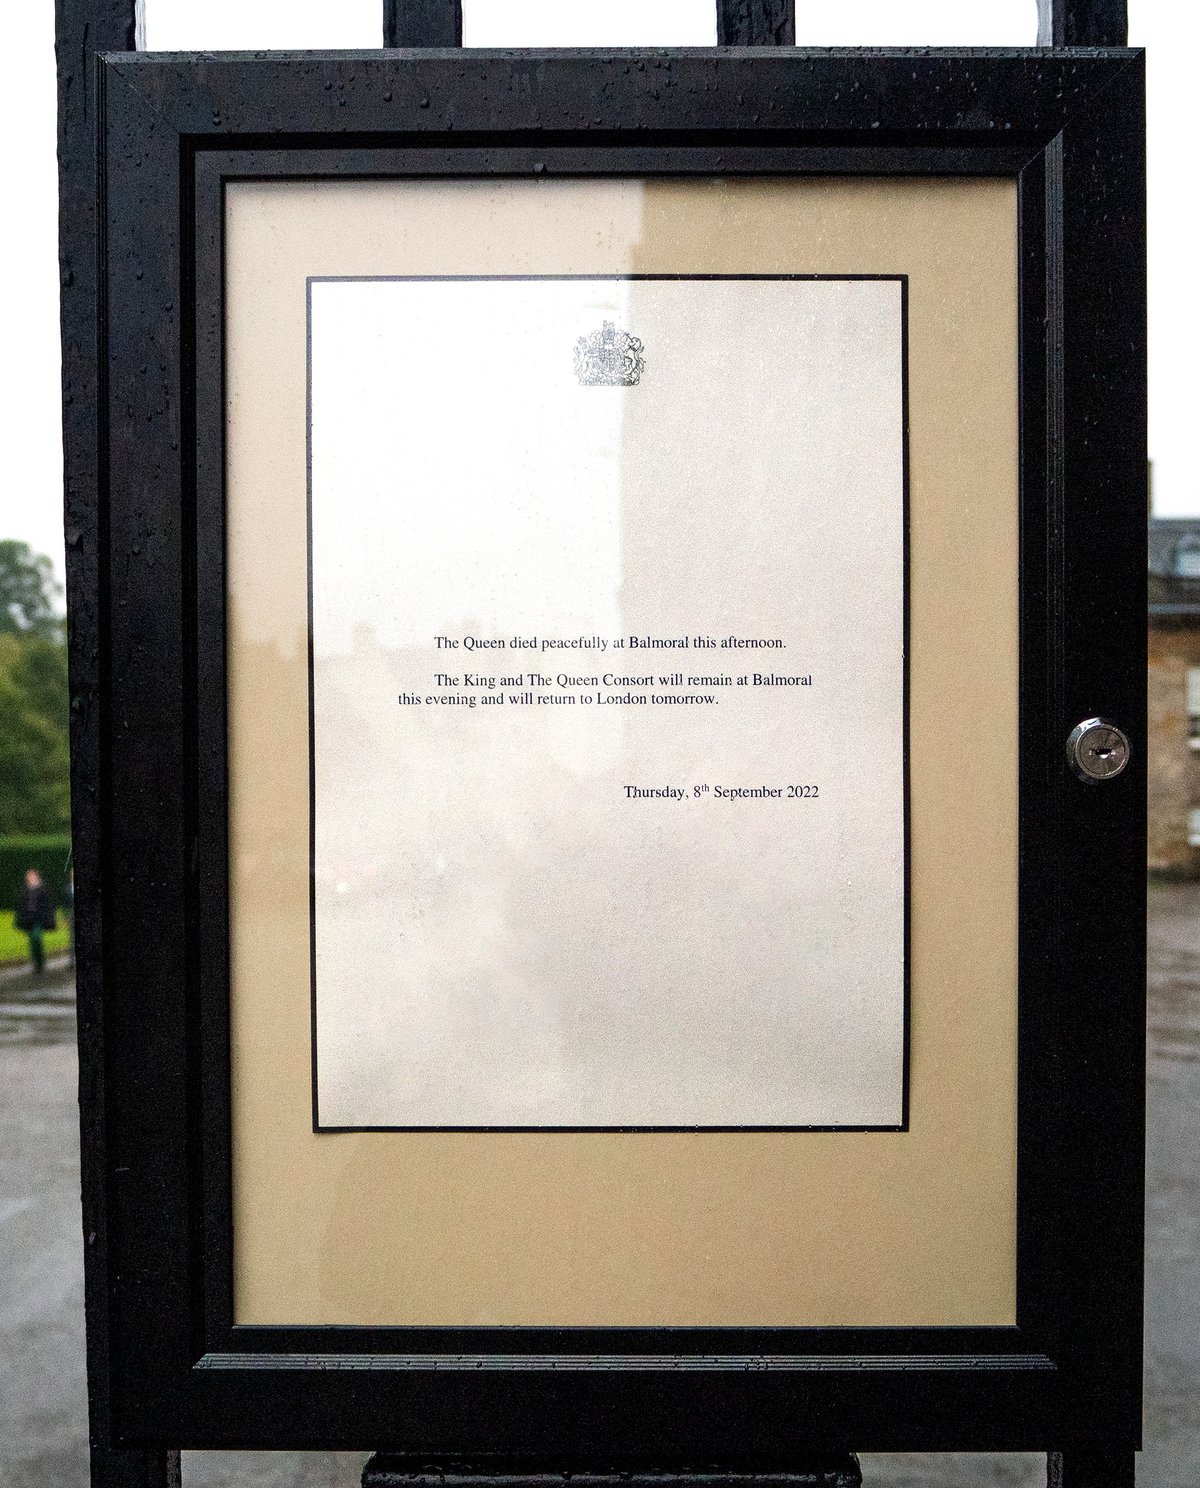 The Queen died peacefully at Balmoral this afternoon.
The King and The Queen Consort will remain at Balmoral
this evening and will return to London tomorrow.
Thursday, 8th September 2022